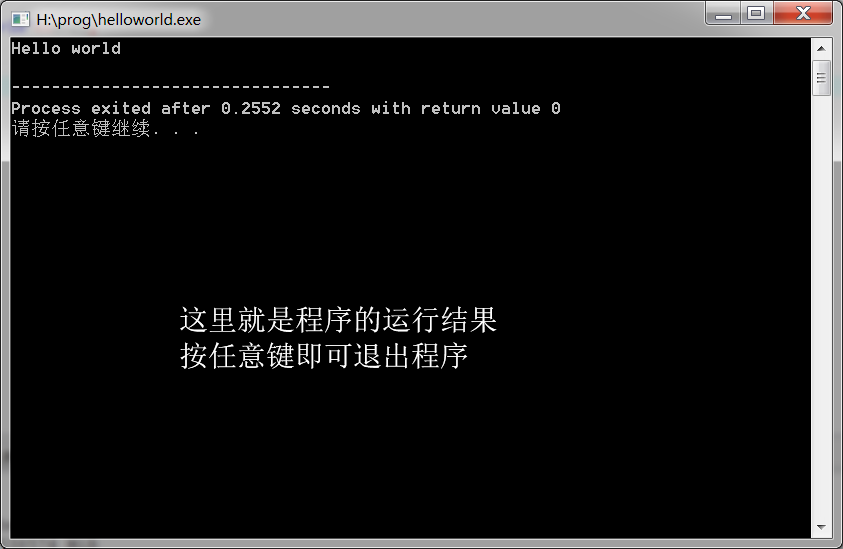 H:\prog\helloworld.exe
Hello world
--------------------------------
Process exited after 0.2552 seconds with return value 0
请按任意键继续. . .
这里就是程序的运行结果
按任意键即可退出程序